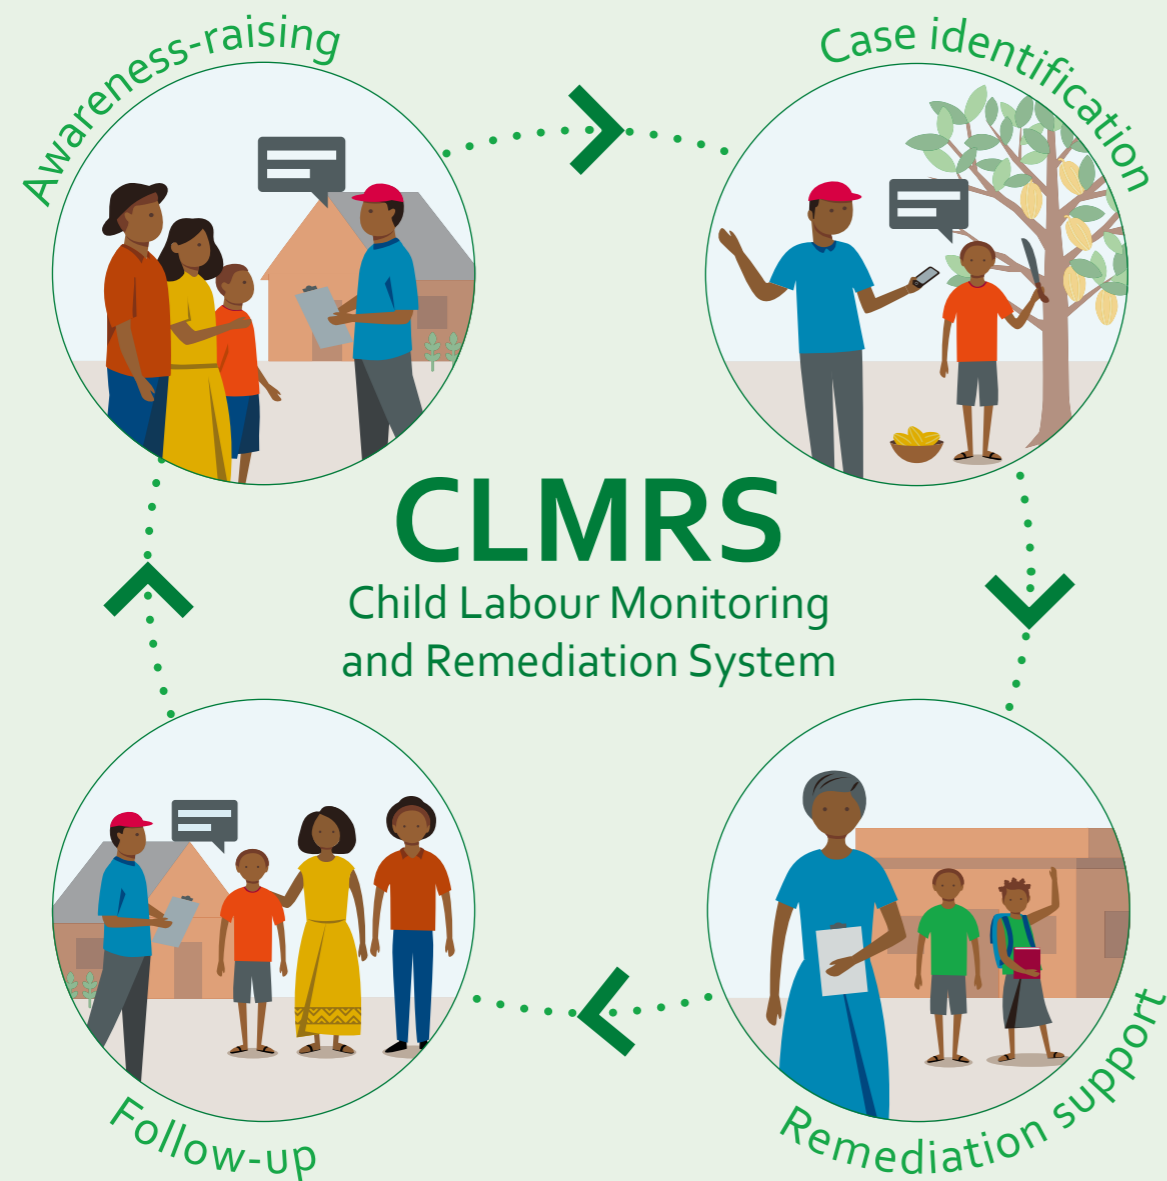 Awareness-raising
Case identification
CLMRS
Child Labour Monitoring
and Remediation System
Follow-up
Remediation support